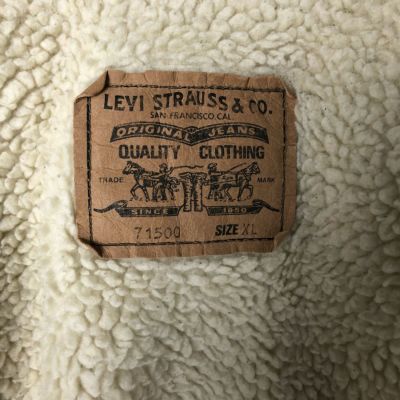 LEVI STRAUSS & CO.
SAN FRANCISCO, CAL
ORIGINAL JEANS
QUALITY CLOTHING
TRADE MARK
SINCE 1850
71500 SIZE XL